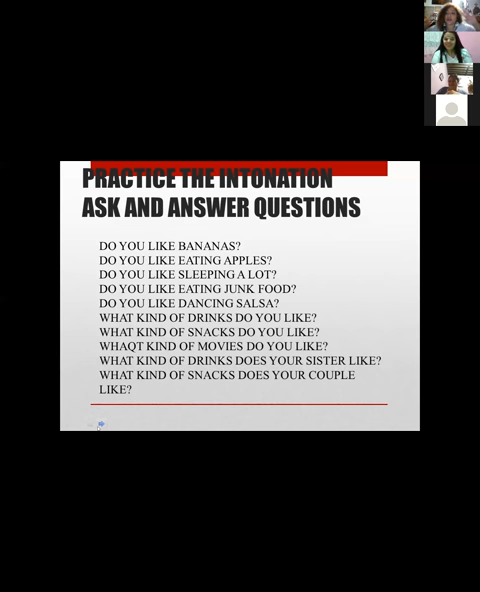 PRACTICE THE INTONATION
ASK AND ANSWER QUESTIONS
DO YOU LIKE BANANAS?
DO YOU LIKE EATING APPLES?
DO YOU LIKE SLEEPING A LOT?
DO YOU LIKE EATING JUNK FOOD?
DO YOU LIKE DANCING SALSA?
WHAT KIND OF DRINKS DO YOU LIKE?
WHAT KIND OF SNACKS DO YOU LIKE?
WHAQT KIND OF MOVIES DO YOU LIKE?
WHAT KIND OF DRINKS DOES YOUR SISTER LIKE?
WHAT KIND OF SNACKS DOES YOUR COUPLE
LIKE?